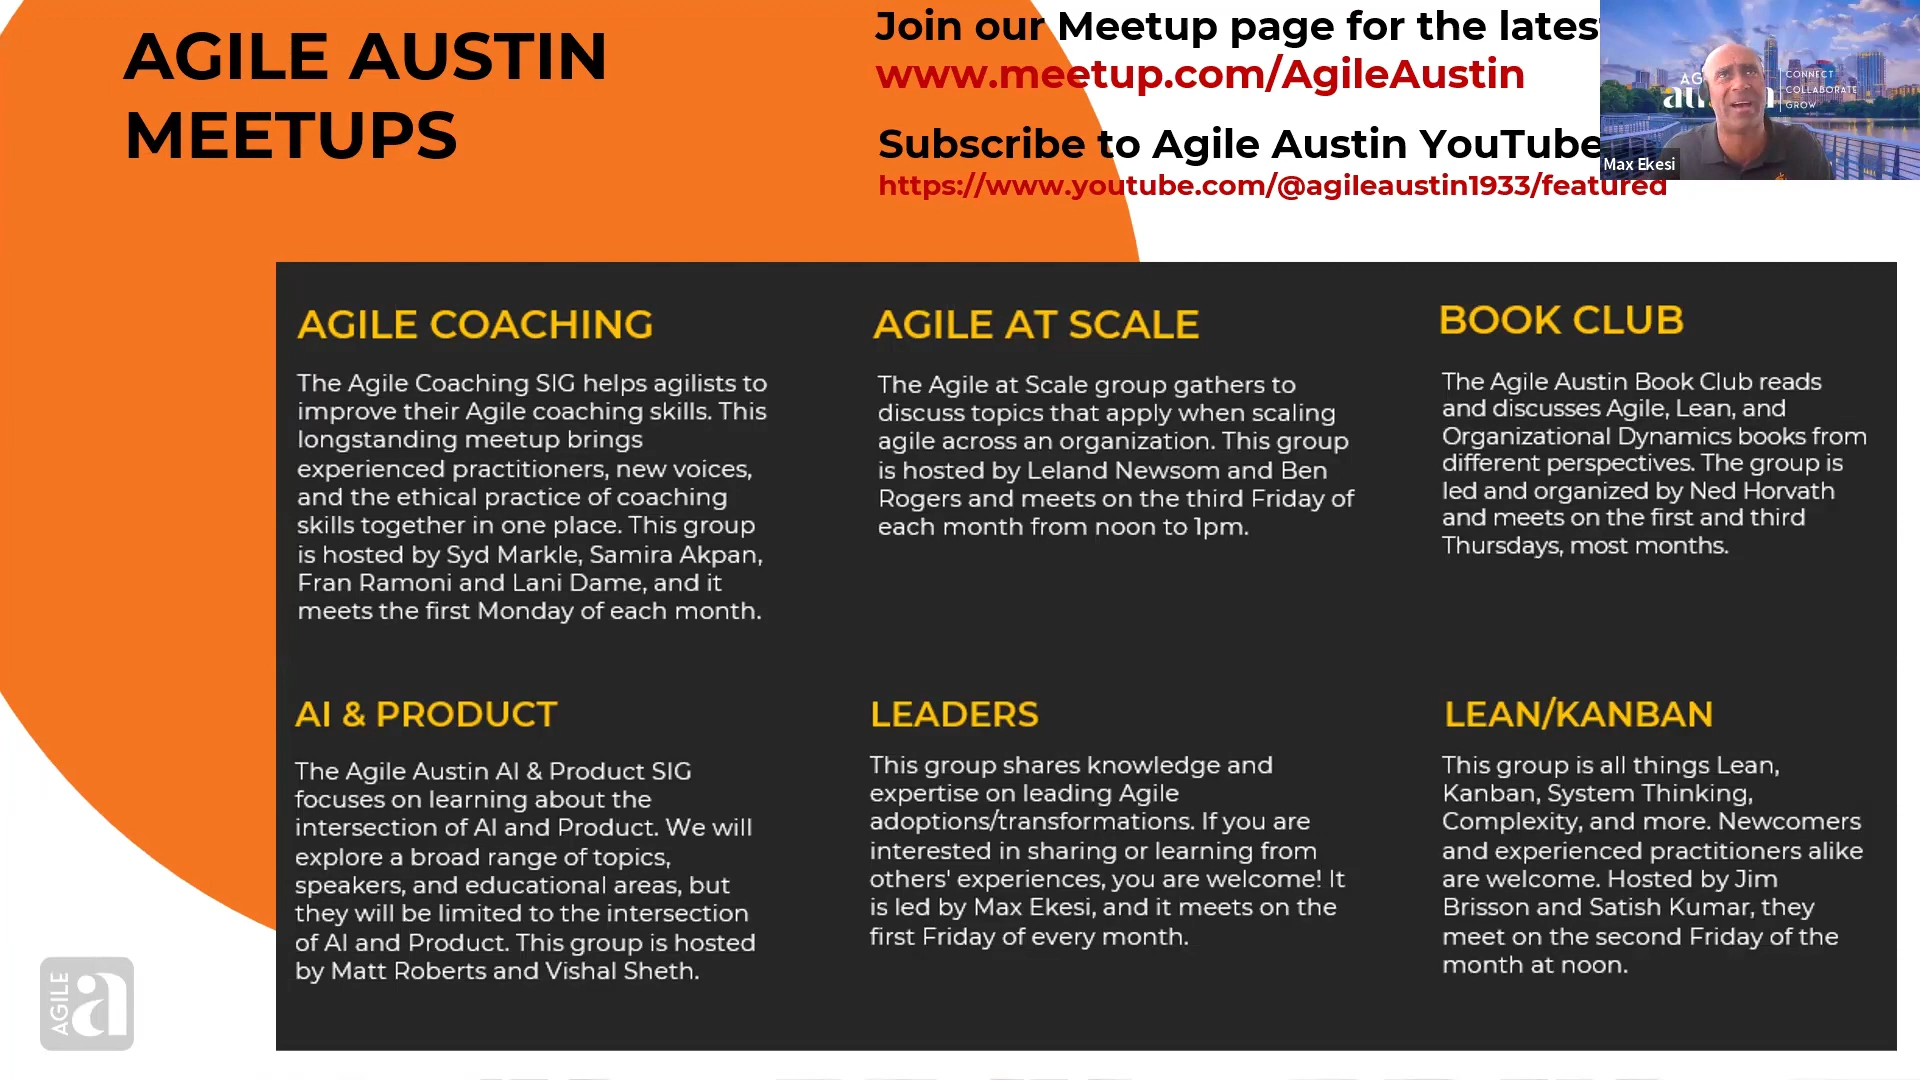 AGILE AUSTIN
MEETUPS
Join our Meetup page for the latest
www.meetup.com/AgileAustin
Subscribe to Agile Austin YouTube
https://www.youtube.com/@agileaustin1933/featured
CONNECT
COLLABORATE
GROW
Max Ekesi
AGILE COACHING
The Agile Coaching SIG helps agilists to
improve their Agile coaching skills. This
longstanding meetup brings
experienced practitioners, new voices,
and the ethical practice of coaching
skills together in one place. This group
is hosted by Syd Markle, Samira Akpan,
Fran Ramoni and Lani Dame, and it
meets the first Monday of each month.
AGILE AT SCALE
The Agile at Scale group gathers to
discuss topics that apply when scaling
agile across an organization. This group
is hosted by Leland Newsom and Ben
Rogers and meets on the third Friday of
each month from noon to 1pm.
BOOK CLUB
The Agile Austin Book Club reads
and discusses Agile, Lean, and
Organizational Dynamics books from
different perspectives. The group is
led and organized by Ned Horvath
and meets on the first and third
Thursdays, most months.
AI & PRODUCT
The Agile Austin AI & Product SIG
focuses on learning about the
intersection of AI and Product. We will
explore a broad range of topics,
speakers, and educational areas, but
they will be limited to the intersection
of AI and Product. This group is hosted
by Matt Roberts and Vishal Sheth.
LEADERS
This group shares knowledge and
expertise on leading Agile
adoptions/transformations. If you are
interested in sharing or learning from
others' experiences, you are welcome! It
is led by Max Ekesi, and it meets on the
first Friday of every month.
LEAN/KANBAN
This group is all things Lean,
Kanban, System Thinking,
Complexity, and more. Newcomers
and experienced practitioners alike
are welcome. Hosted by Jim
Brisson and Satish Kumar, they
meet on the second Friday of the
month at noon.
AGILE
a